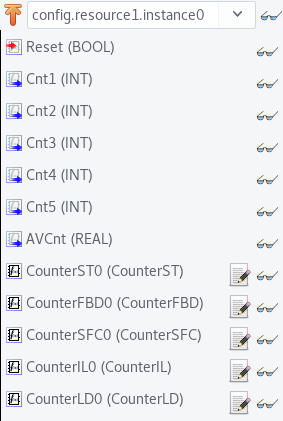 config.resource1.instance0
Reset (BOOL)
Cnt1 (INT)
Cnt2 (INT)
Cnt3 (INT)
Cnt4 (INT)
Cnt5 (INT)
AVCnt (REAL)
CounterST0 (CounterST)
CounterFBD0 (CounterFBD)
CounterSFC0 (CounterSFC)
CounterIL0 (CounterIL)
CounterLD0 (CounterLD)